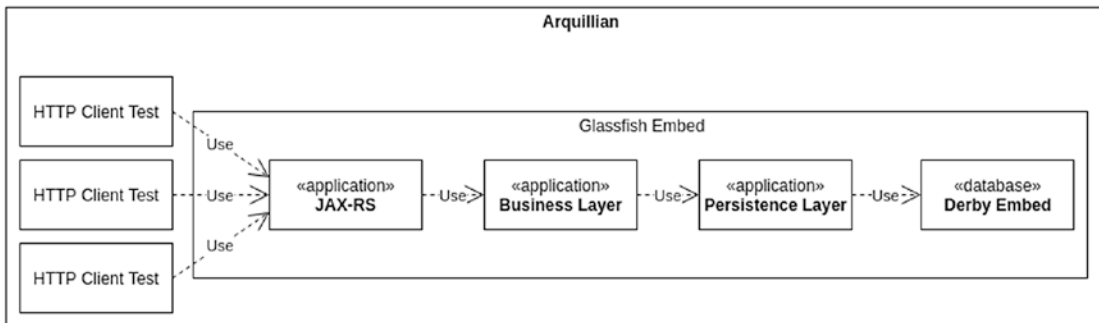 Arquillian
HTTP Client Test
Glassfish Embed
Use
HTTP Client Test
Use
«application»
JAX-RS
Use
«application»
Business Layer
Use
«application»
Persistence Layer
Use
«database»
Derby Embed
Use
HTTP Client Test